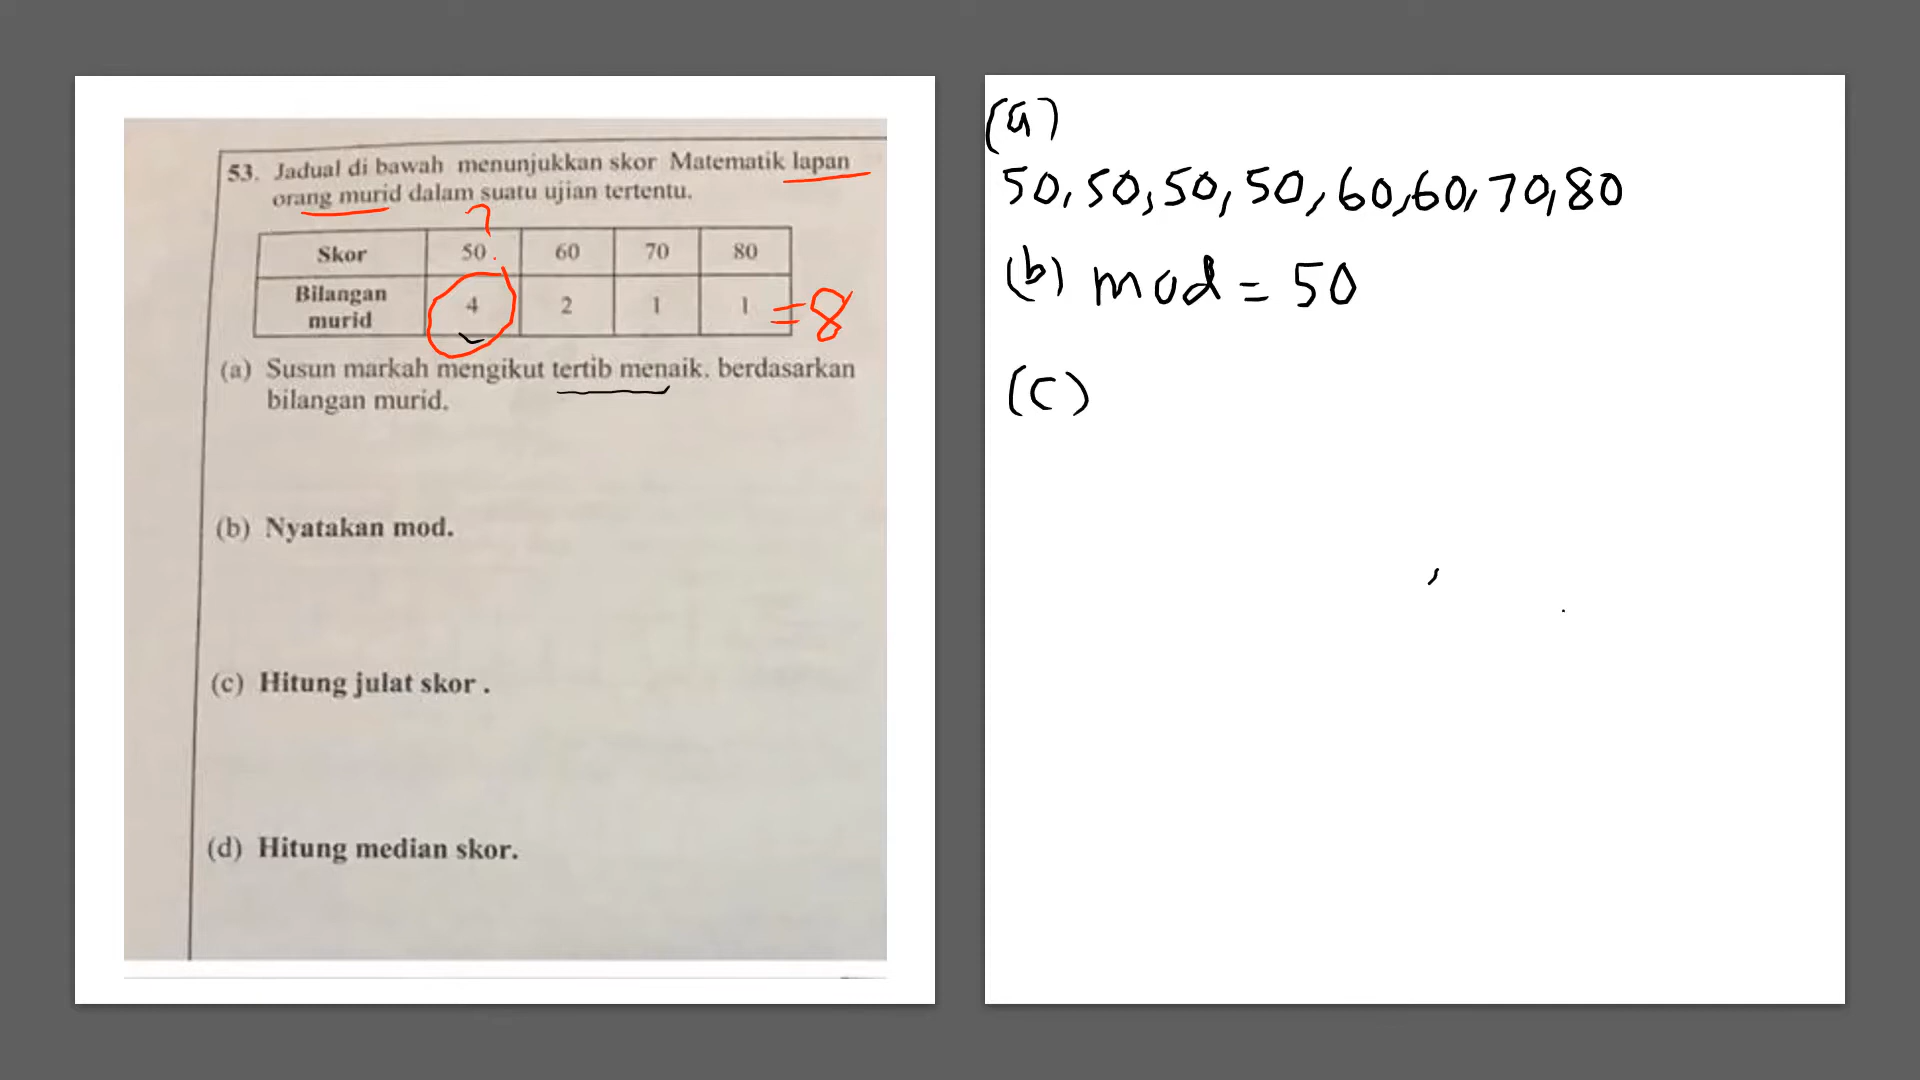 53. Jadual di bawah menunjukkan skor Matematik lapan
orang murid dalam suatu ujian tertentu.
?
Skor 50 60 70 80
Bilangan
murid 4 2 1 1 =8
(a) Susun markah mengikut tertib menaik. berdasarkan
bilangan murid.
(b) Nyatakan mod.
(c) Hitung julat skor .
(d) Hitung median skor.
(a)
50, 50, 50, 50, 60, 60, 70, 80
(b) mod = 50
(c)